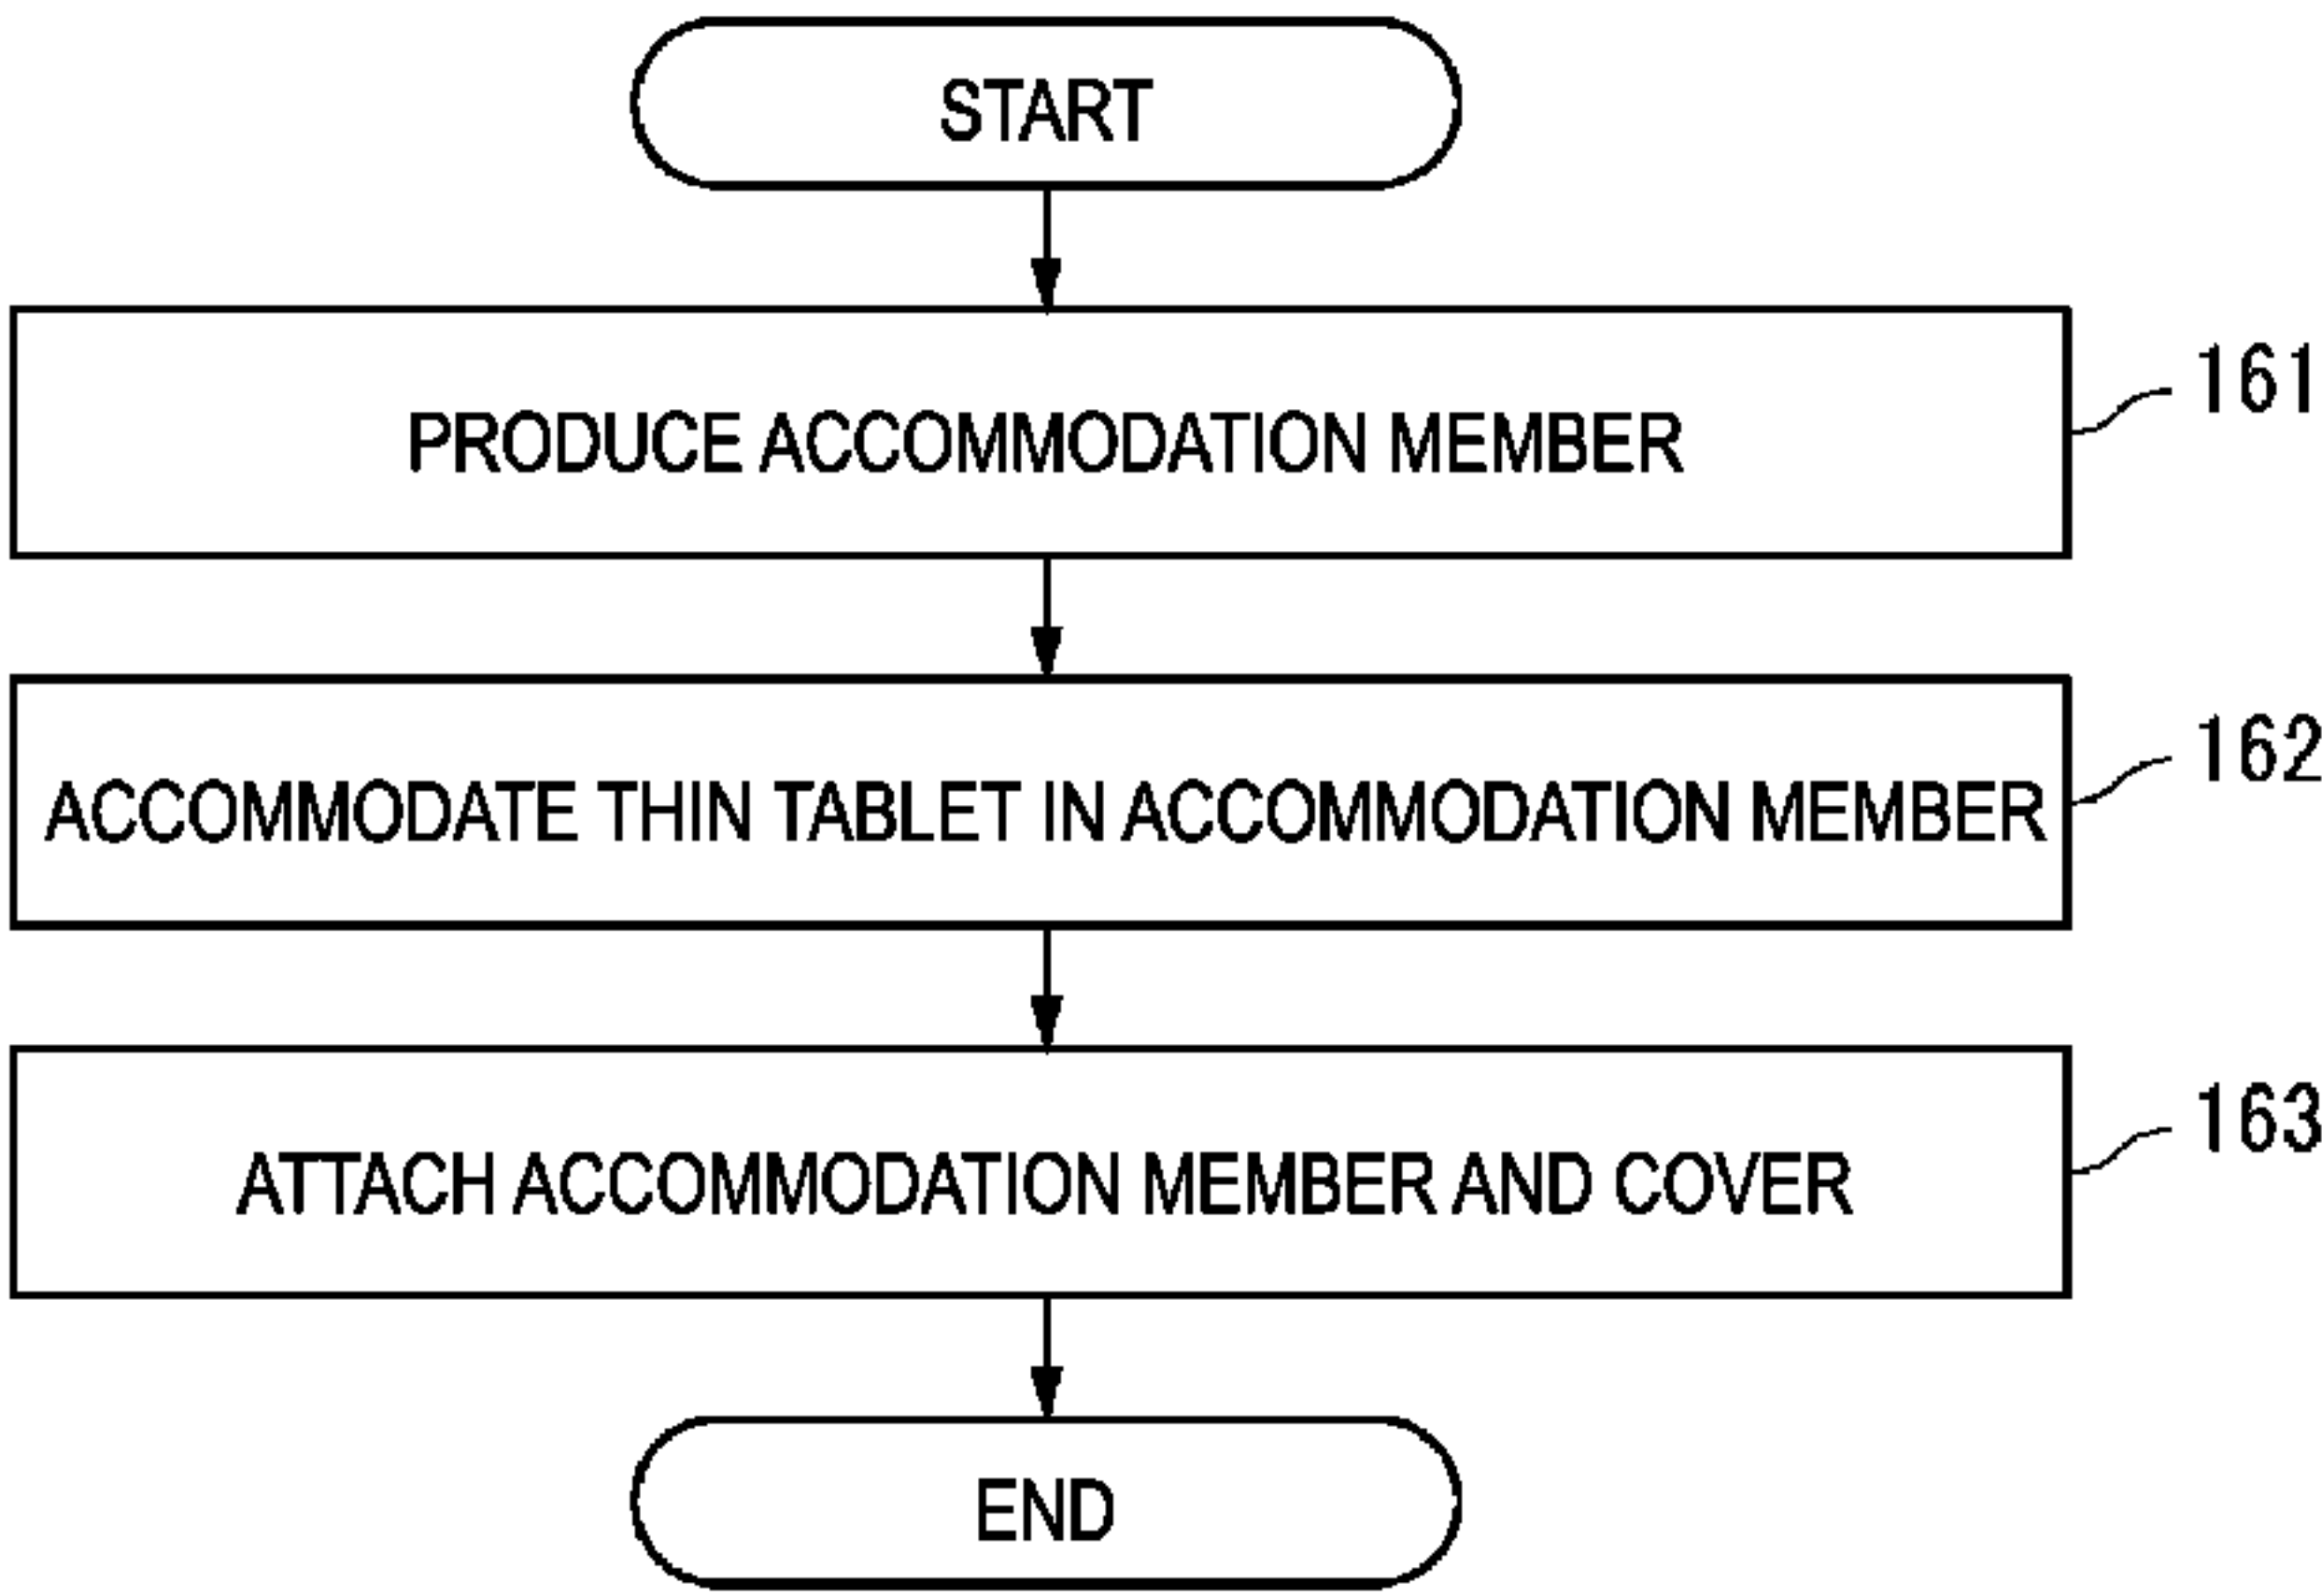 START
PRODUCE ACCOMMODATION MEMBER
161
ACCOMMODATE THIN TABLET IN ACCOMMODATION MEMBER
162
ATTACH ACCOMMODATION MEMBER AND COVER
163
END